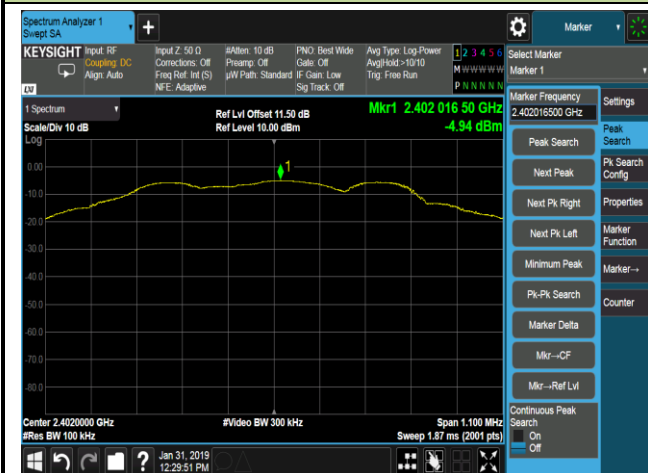 Spectrum Analyzer 1
Swept SA
+
Marker
KEYSIGHT
Input: RF
Coupling: DC
Align: Auto
Input Z: 50 Ω
Corrections: Off
Freq Ref: Int (S)
NFE: Adaptive
#Atten: 10 dB
Preamp: Off
µW Path: Standard
PNO: Best Wide
Gate: Off
IF Gain: Low
Sig Track: Off
Avg Type: Log-Power
Avg|Hold:>10/10
Trig: Free Run
1 2 3 4 5 6
M W W W W W
P N N N N N
LXI
Select Marker
Marker 1
1 Spectrum
Scale/Div 10 dB
Log
Ref Lvl Offset 11.50 dB
Ref Level 10.00 dBm
Mkr1 2.402 016 50 GHz
-4.94 dBm
1
0.00
-10.0
-20.0
-30.0
-40.0
-50.0
-60.0
-70.0
-80.0
Center 2.4020000 GHz
#Res BW 100 kHz
#Video BW 300 kHz
Span 1.100 MHz
Sweep 1.87 ms (2001 pts)
Marker Frequency
2.402016500 GHz
Peak Search
Next Peak
Next Pk Right
Next Pk Left
Minimum Peak
Pk-Pk Search
Marker Delta
Mkr→CF
Mkr→Ref Lvl
Continuous Peak
Search
On
Off
Settings
Peak
Search
Pk Search
Config
Properties
Marker
Function
Marker→
Counter
?
Jan 31, 2019
12:29:51 PM